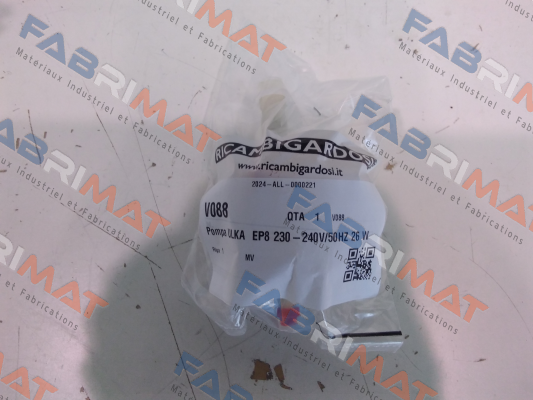 FABRIMAT
Materiaux Industriel et Fabrications
RICAMBIGARDOSI
www.ricambigardosi.it
2024-ALL-0000221
V088 QTA 1 V088
Pompa ULKA EP8 230-240V/50HZ 26 W
MV